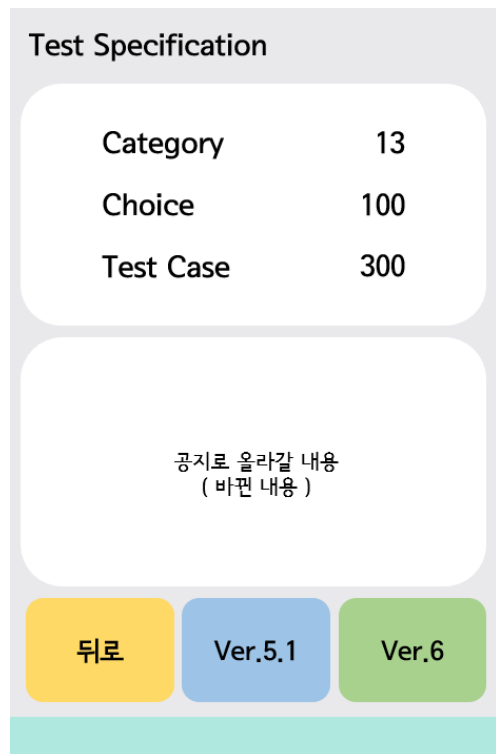 Test Specification
Category 13
Choice 100
Test Case 300
공지로 올라갈 내용
( 바뀐 내용 )
뒤로 Ver.5.1 Ver.6